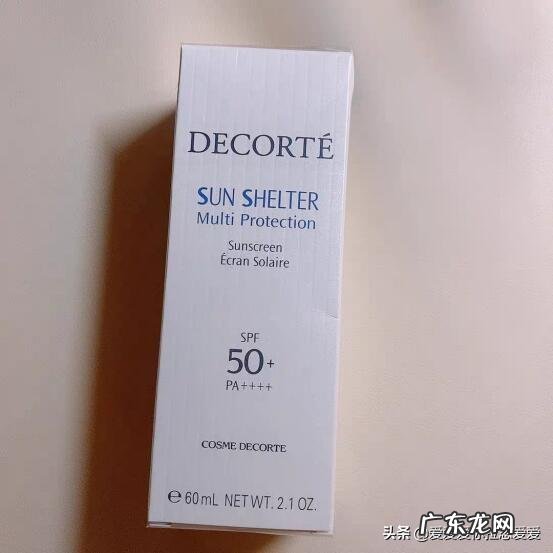 DECORTÉ
SUN SHELTER
Multi Protection
Sunscreen
Écran Solaire
SPF
50+
PA++++
COSME DECORTE
℮ 60mL NET WT. 2.1 OZ.
广东龙网
头条